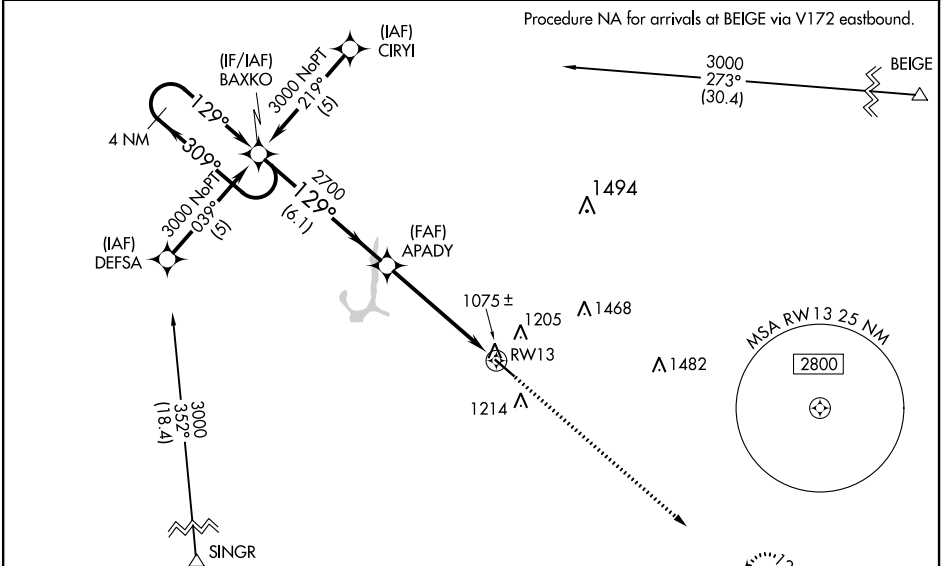 Procedure NA for arrivals at BEIGE via V172 eastbound.
(IAF)
CIRYI
(IF/IAF)
BAXKO
3000 NoPT
219°
(5)
3000
273°
(30.4)
BEIGE
129°
4 NM
309°
2700
129°
(6.1)
3000 NoPT
039°
(5)
(IAF)
DEFSA
(FAF)
APADY
1494
1075 ±
1205
1468
RW13
1482
1214
MSA RW13 25 NM
2800
3000
352°
(18.4)
SINGR